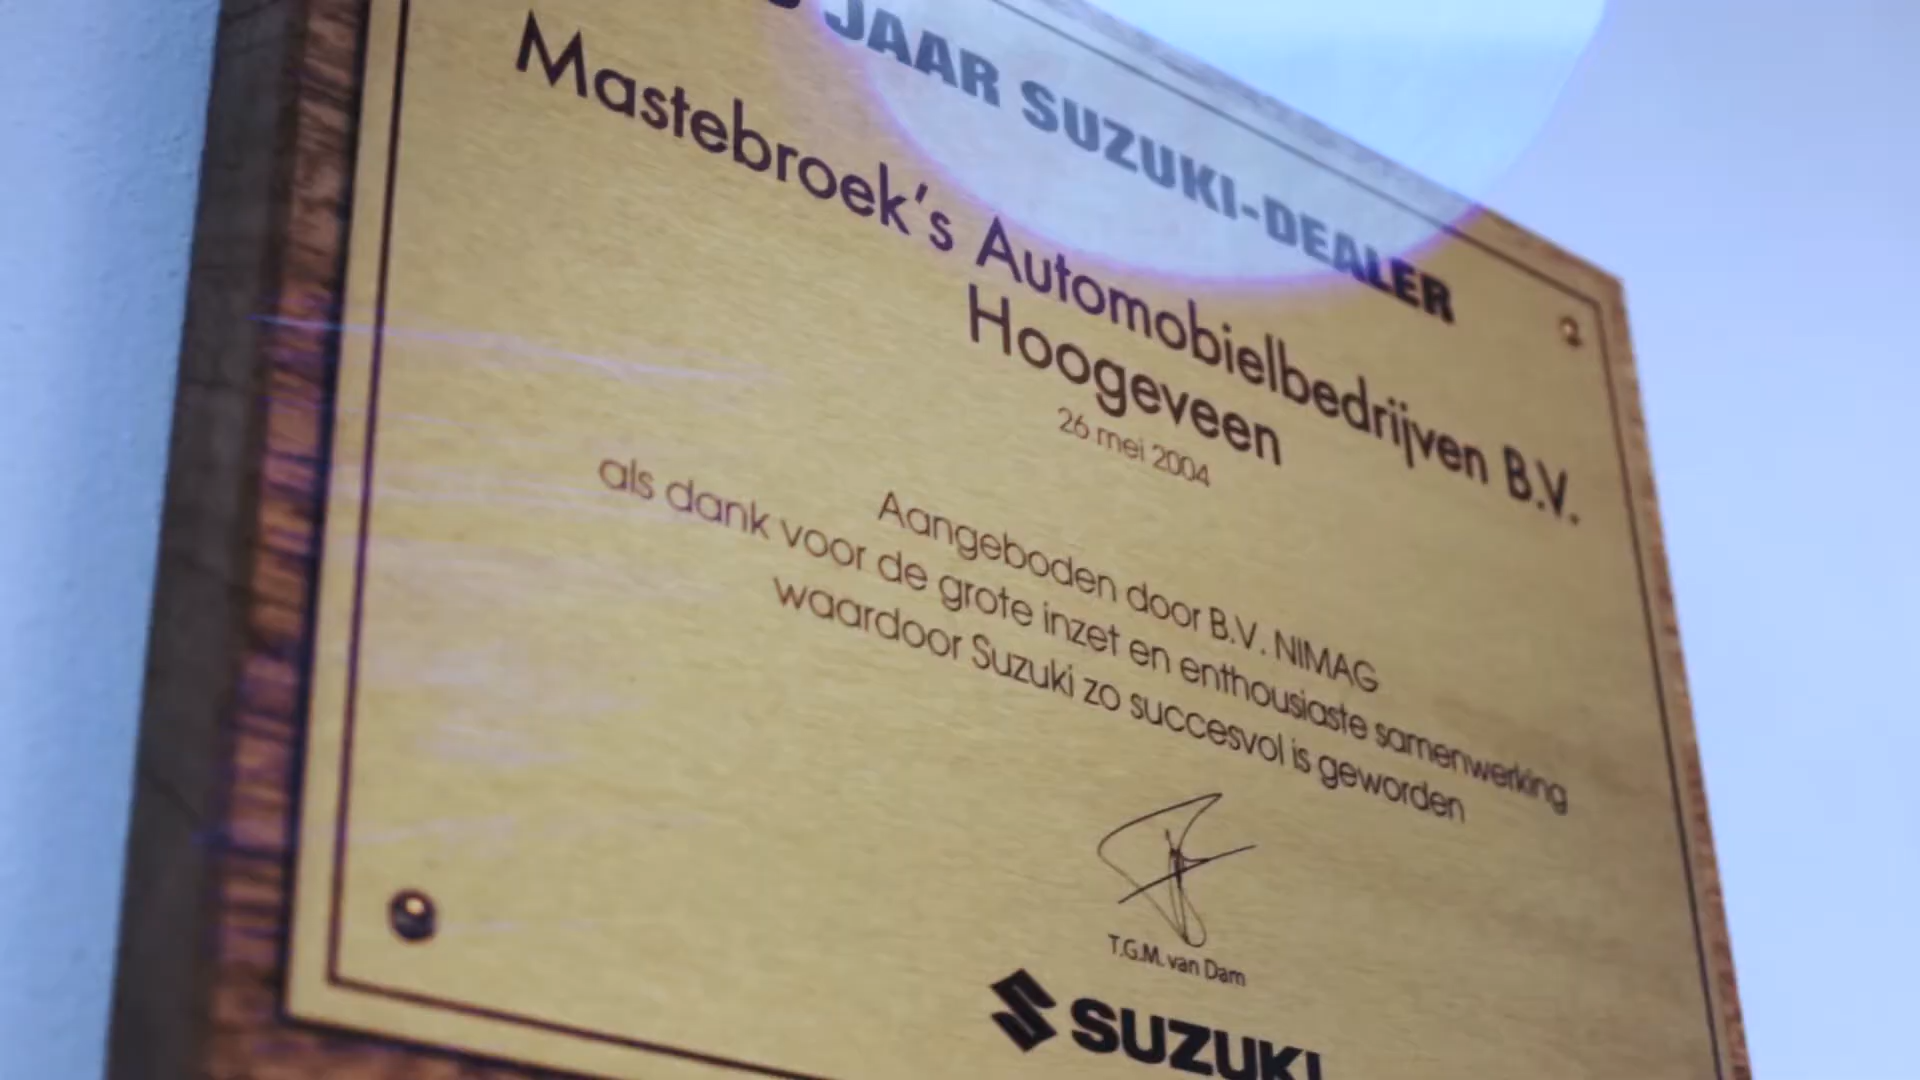 JAAR SUZUKI-DEALER
Mastebroek's Automobielbedrijven B.V.
Hoogeveen
26 mei 2004
Aangeboden door B.V. NIMAG
als dank voor de grote inzet en enthousiaste samenwerking
waardoor Suzuki zo succesvol is geworden
T.G.M. van Dam
SUZUKI